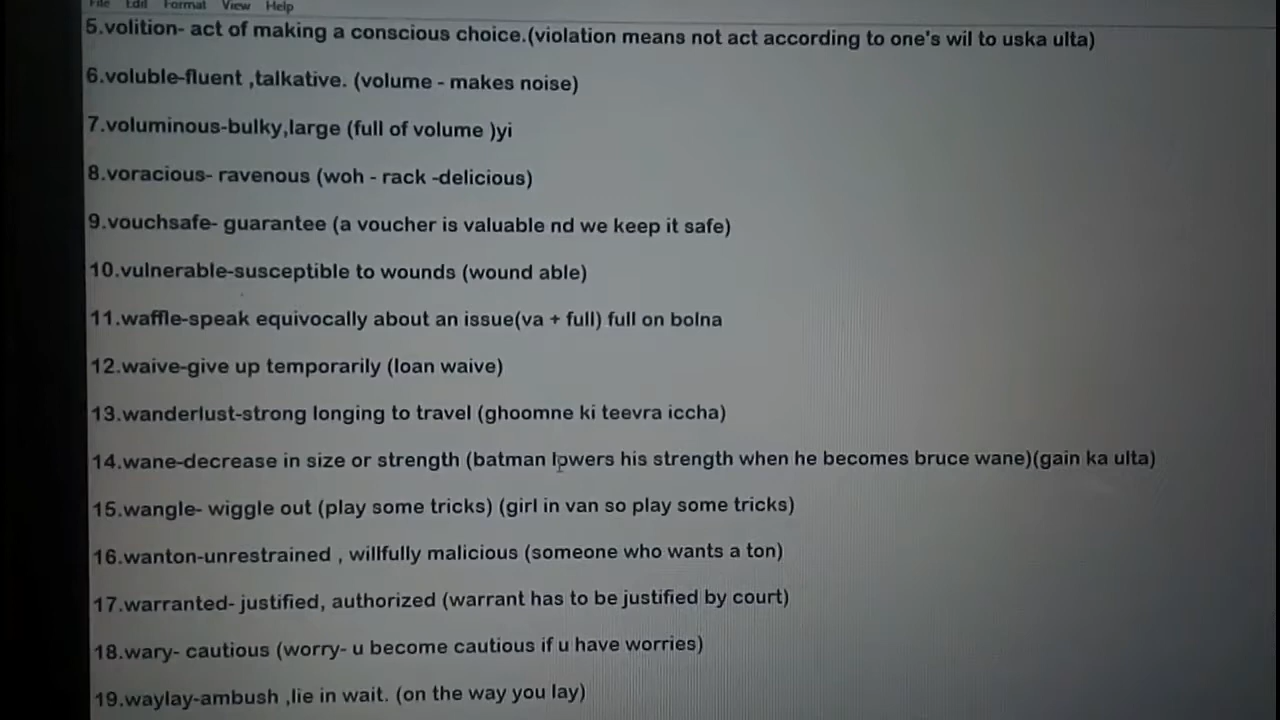 File Edit Format View Help
5.volition- act of making a conscious choice.(violation means not act according to one's wil to uska ulta)
6.voluble-fluent ,talkative. (volume - makes noise)
7.voluminous-bulky,large (full of volume )yi
8.voracious- ravenous (woh - rack -delicious)
9.vouchsafe- guarantee (a voucher is valuable nd we keep it safe)
10.vulnerable-susceptible to wounds (wound able)
11.waffle-speak equivocally about an issue(va + full) full on bolna
12.waive-give up temporarily (loan waive)
13.wanderlust-strong longing to travel (ghoomne ki teevra iccha)
14.wane-decrease in size or strength (batman lowers his strength when he becomes bruce wane)(gain ka ulta)
15.wangle- wiggle out (play some tricks) (girl in van so play some tricks)
16.wanton-unrestrained , willfully malicious (someone who wants a ton)
17.warranted- justified, authorized (warrant has to be justified by court)
18.wary- cautious (worry- u become cautious if u have worries)
19.waylay-ambush ,lie in wait. (on the way you lay)